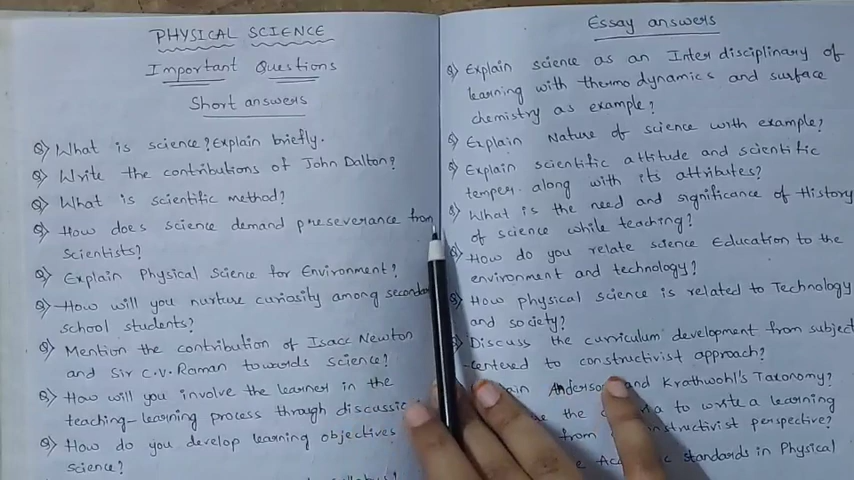 PHYSICAL SCIENCE
Important Questions
Short answers
Q) What is science? Explain briefly.
Q) Write the contributions of John Dalton?
Q) What is scientific method?
Q) How does science demand preseverance from
scientists?
Q) Explain Physical science for Environment?
Q) How will you nurture curiosity among
school students?
Q) Mention the contribution of Isacc Newton
and Sir C.V. Raman towards science?
Q) How will you involve the learner in the
teaching-learning process through
Q) How do you develop learning objectives
science?
Essay answers
Q) Explain science as an Inter disciplinary of
learning with thermo dynamics and surface
chemistry as example?
Q) Explain Nature of science with example?
Q) Explain scientific attitude and scientific
temper along with its attributes?
Q) What is the need and significance of History
of science while teaching?
Q) How do you relate science Education to the
environment and technology?
Q) How physical science is related to Technology
and society?
Q) Discuss the curriculum development from subject
-centered to constructivist approach?
and Krathwohl's Taxonomy?
the to write a learning
from constructivist perspective?
standards in Physical